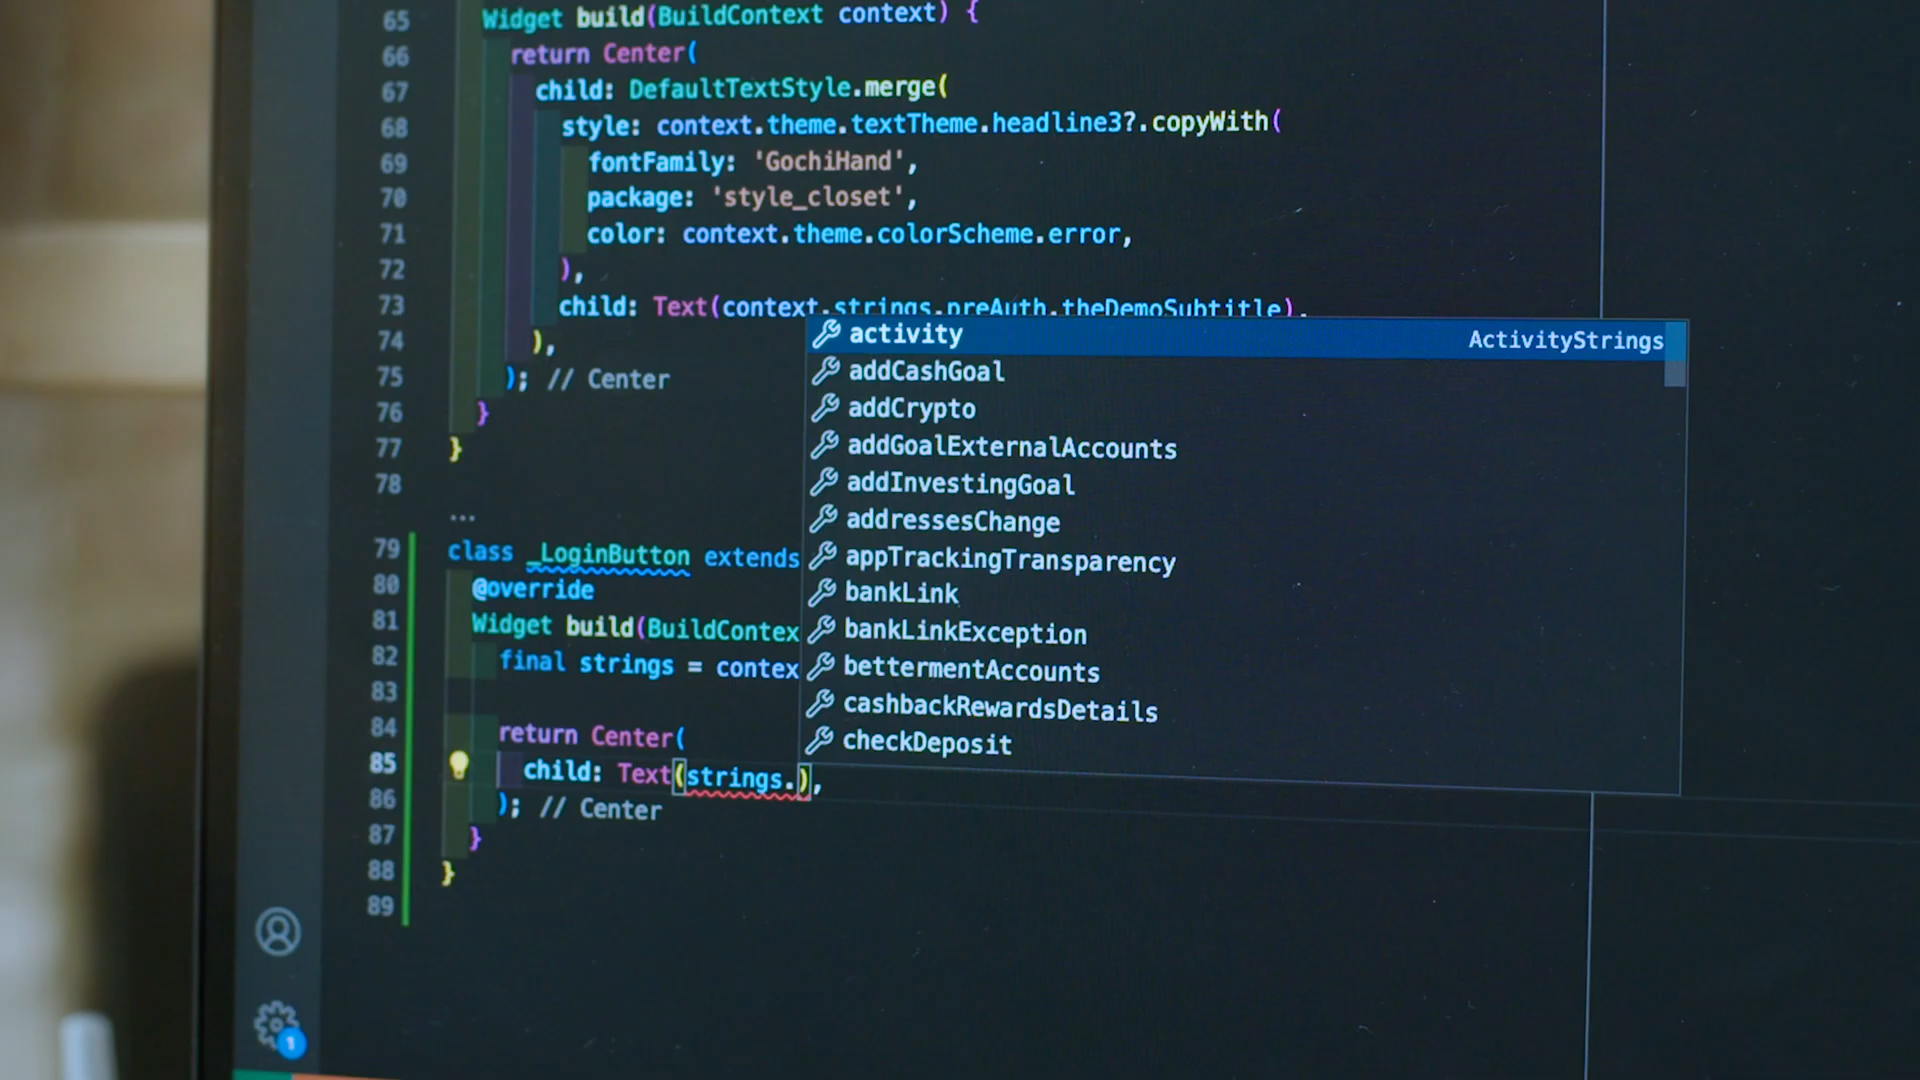 65 Widget build(BuildContext context) {
66 return Center(
67 child: DefaultTextStyle.merge(
68 style: context.theme.textTheme.headline3?.copyWith(
69 fontFamily: 'GochiHand',
70 package: 'style_closet',
71 color: context.theme.colorScheme.error,
72 ),
73 child: Text(context.strings.preAuth.theDemoSubtitle),
74 ),
75 ); // Center
76 }
77 }
78
...
79 class _LoginButton extends
80 @override
81 Widget build(BuildContex
82 final strings = contex
83
84 return Center(
85 child: Text(strings.),
86 ); // Center
87 }
88 }
89
activity ActivityStrings
addCashGoal
addCrypto
addGoalExternalAccounts
addInvestingGoal
addressesChange
appTrackingTransparency
bankLink
bankLinkException
bettermentAccounts
cashbackRewardsDetails
checkDeposit
1